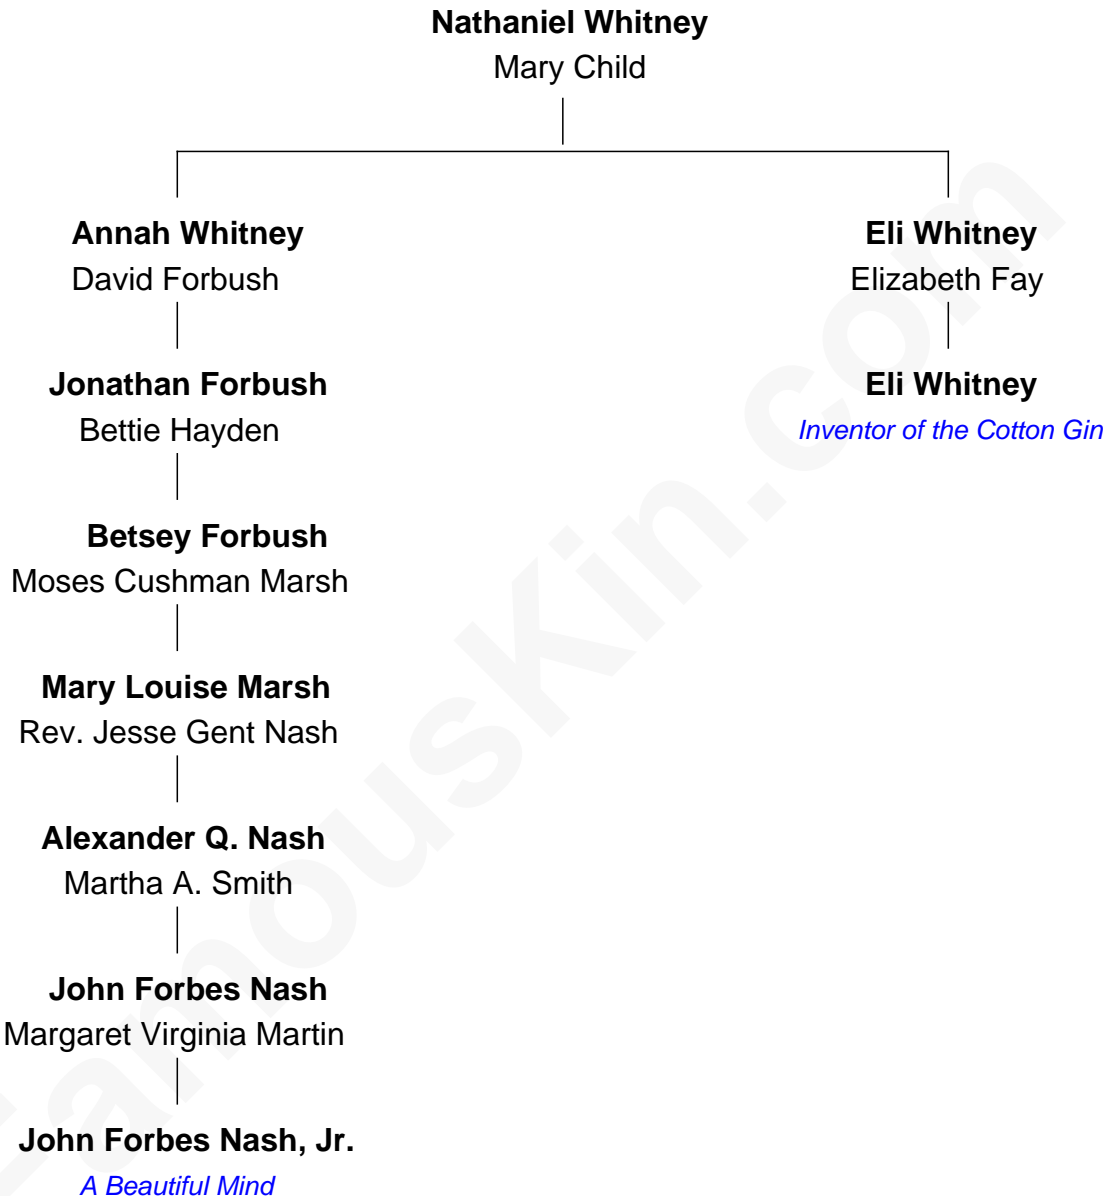 Nathaniel Whitney
Mary Child
Annah Whitney
David Forbush
Eli Whitney
Elizabeth Fay
Jonathan Forbush
Bettie Hayden
Eli Whitney
Inventor of the Cotton Gin
Betsey Forbush
Moses Cushman Marsh
Mary Louise Marsh
Rev. Jesse Gent Nash
Alexander Q. Nash
Martha A. Smith
John Forbes Nash
Margaret Virginia Martin
John Forbes Nash, Jr.
A Beautiful Mind
FamousKin.com